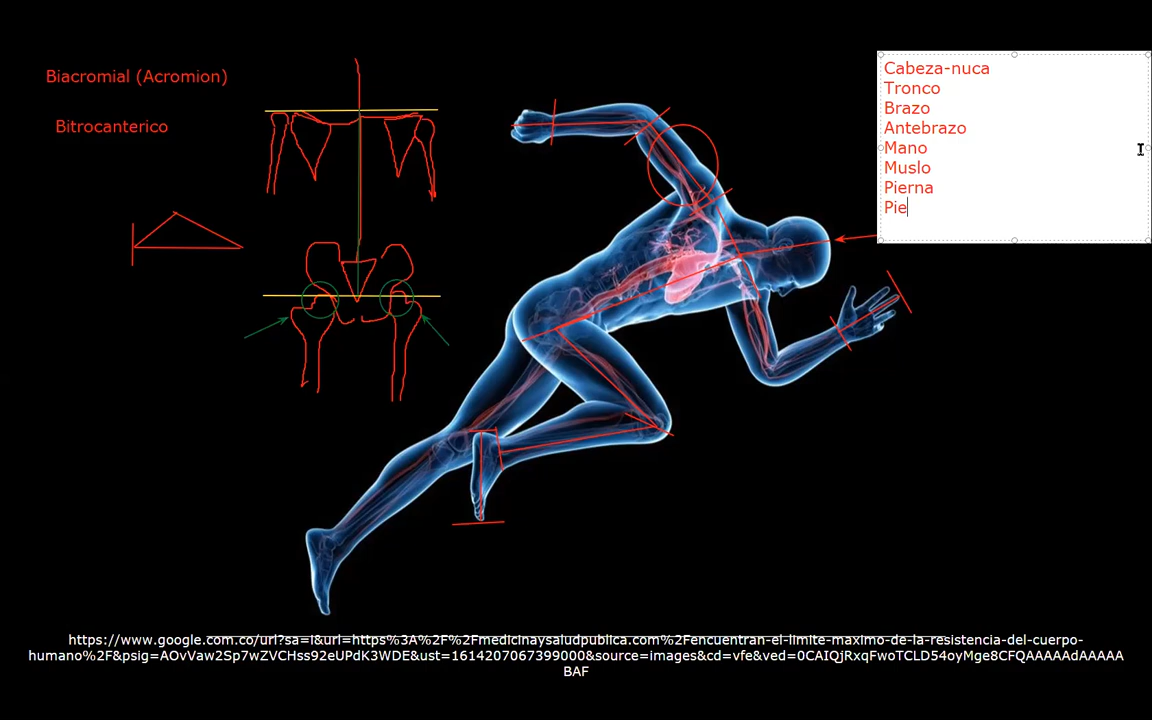 Biacromial (Acromion)
Bitrocanterico
Cabeza-nuca
Tronco
Brazo
Antebrazo
Mano
Muslo
Pierna
Pie
https://www.google.com.co/url?sa=i&url=https%3A%2F%2Fmedicinaysaludpublica.com%2Fencuentran-el-limite-maximo-de-la-resistencia-del-cuerpo-
humano%2F&psig=AOvVaw2Sp7wZVCHss92eUPdK3WDE&ust=1614207067399000&source=images&cd=vfe&ved=0CAIQjRxqFwoTCLD54oyMge8CFQAAAAAdAAAAA
BAF